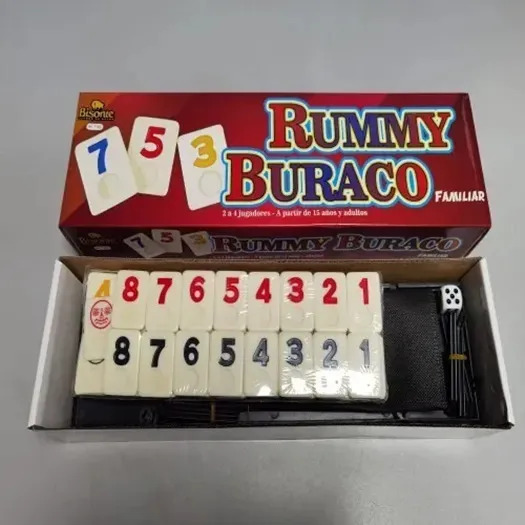 Bisonte
7 5 3
RUMMY
BURACO
FAMILIAR
2 a 4 jugadores - A partir de 15 años y adultos
7 5 3
RUMMY BURACO
FAMILIAR
8 7 6 5 4 3 2 1
8 7 6 5 4 3 2 1